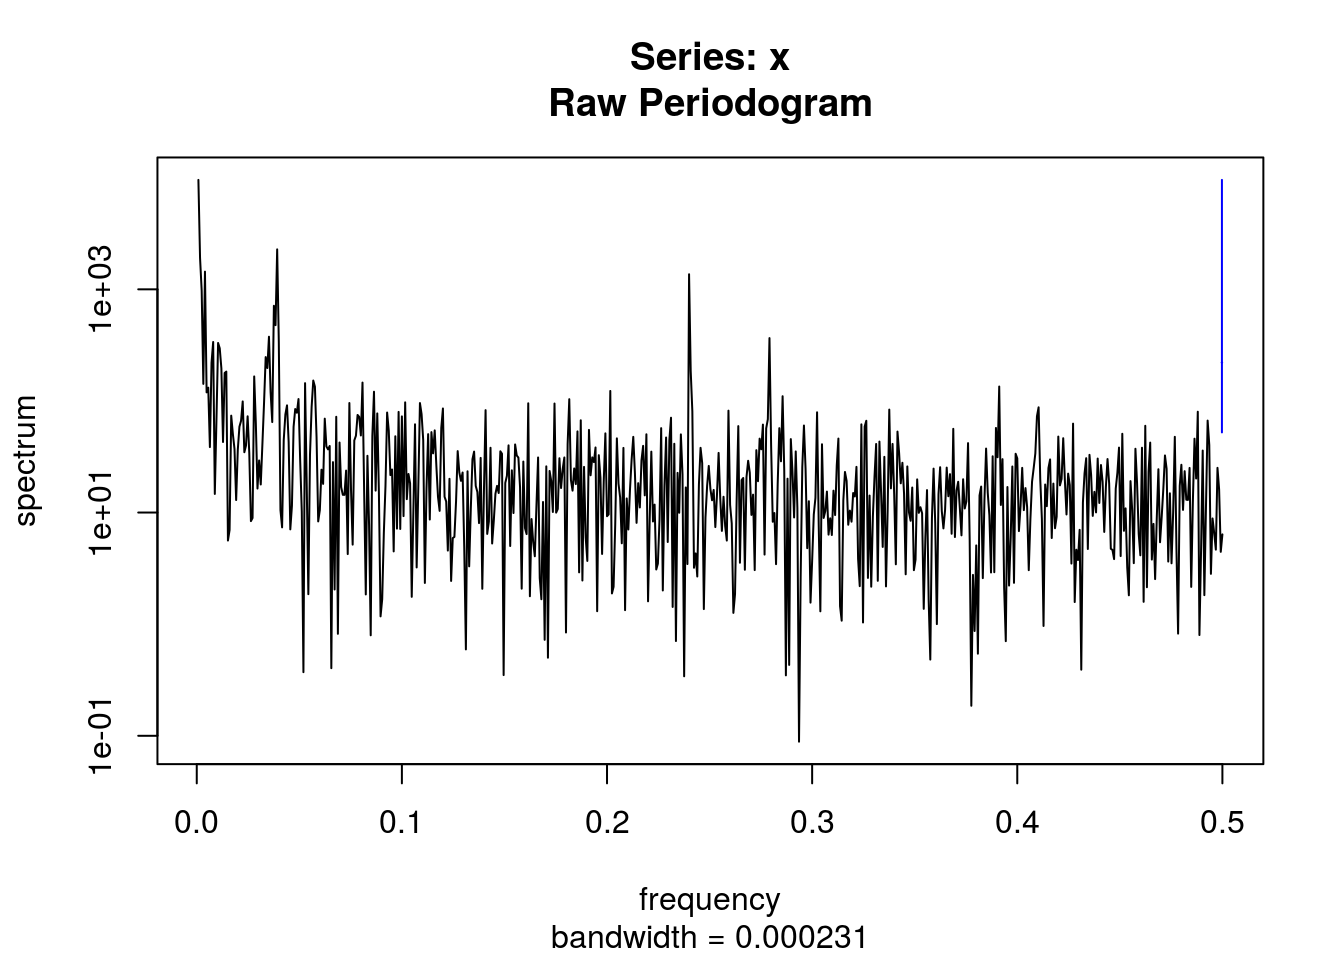 Series: x
Raw Periodogram
spectrum
1e+03
1e+01
1e-01
0.0 0.1 0.2 0.3 0.4 0.5
frequency
bandwidth = 0.000231